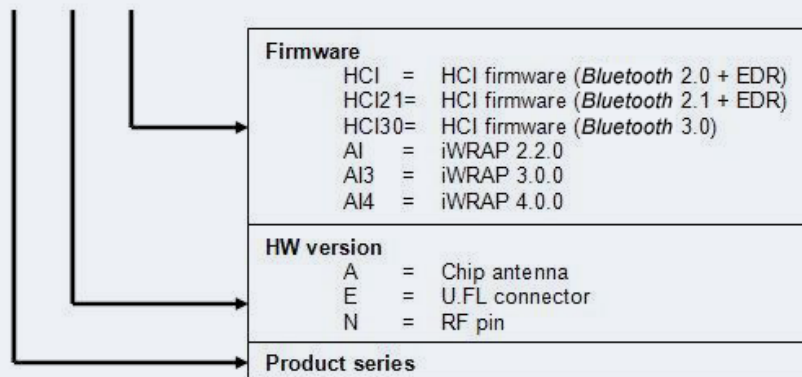 Firmware
HCI = HCI firmware (Bluetooth 2.0 + EDR)
HCI21= HCI firmware (Bluetooth 2.1 + EDR)
HCI30= HCI firmware (Bluetooth 3.0)
AI = iWRAP 2.2.0
AI3 = iWRAP 3.0.0
AI4 = iWRAP 4.0.0
HW version
A = Chip antenna
E = U.FL connector
N = RF pin
Product series